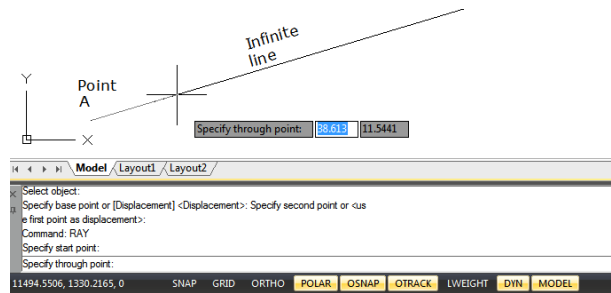 Infinite
line
Point
A
Y
X
Specify through point: 38.613 11.5441
Model Layout1 Layout2
Select object:
Specify base point or [Displacement] <Displacement>: Specify second point or <us
e first point as displacement>:
Command: RAY
Specify start point:
Specify through point:
11494.5506, 1330.2165, 0 SNAP GRID ORTHO POLAR OSNAP OTRACK LWEIGHT DYN MODEL